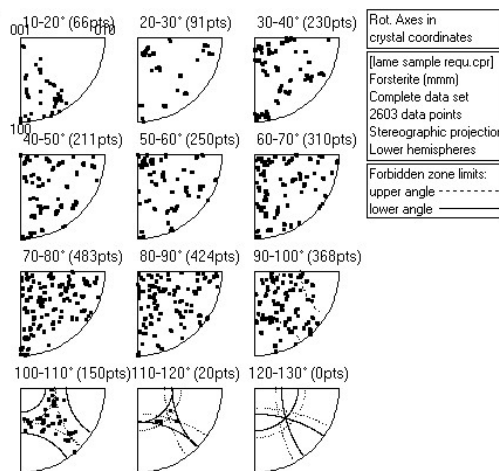 10-20° (66pts)
20-30° (91pts)
30-40° (230pts)
001
010
100
40-50° (211pts)
50-60° (250pts)
60-70° (310pts)
70-80° (483pts)
80-90° (424pts)
90-100° (368pts)
100-110° (150pts)
110-120° (20pts)
120-130° (0pts)
Rot. Axes in
crystal coordinates
[lame sample requ.cpr]
Forsterite (mmm)
Complete data set
2603 data points
Stereographic projection
Lower hemispheres
Forbidden zone limits:
upper angle
lower angle